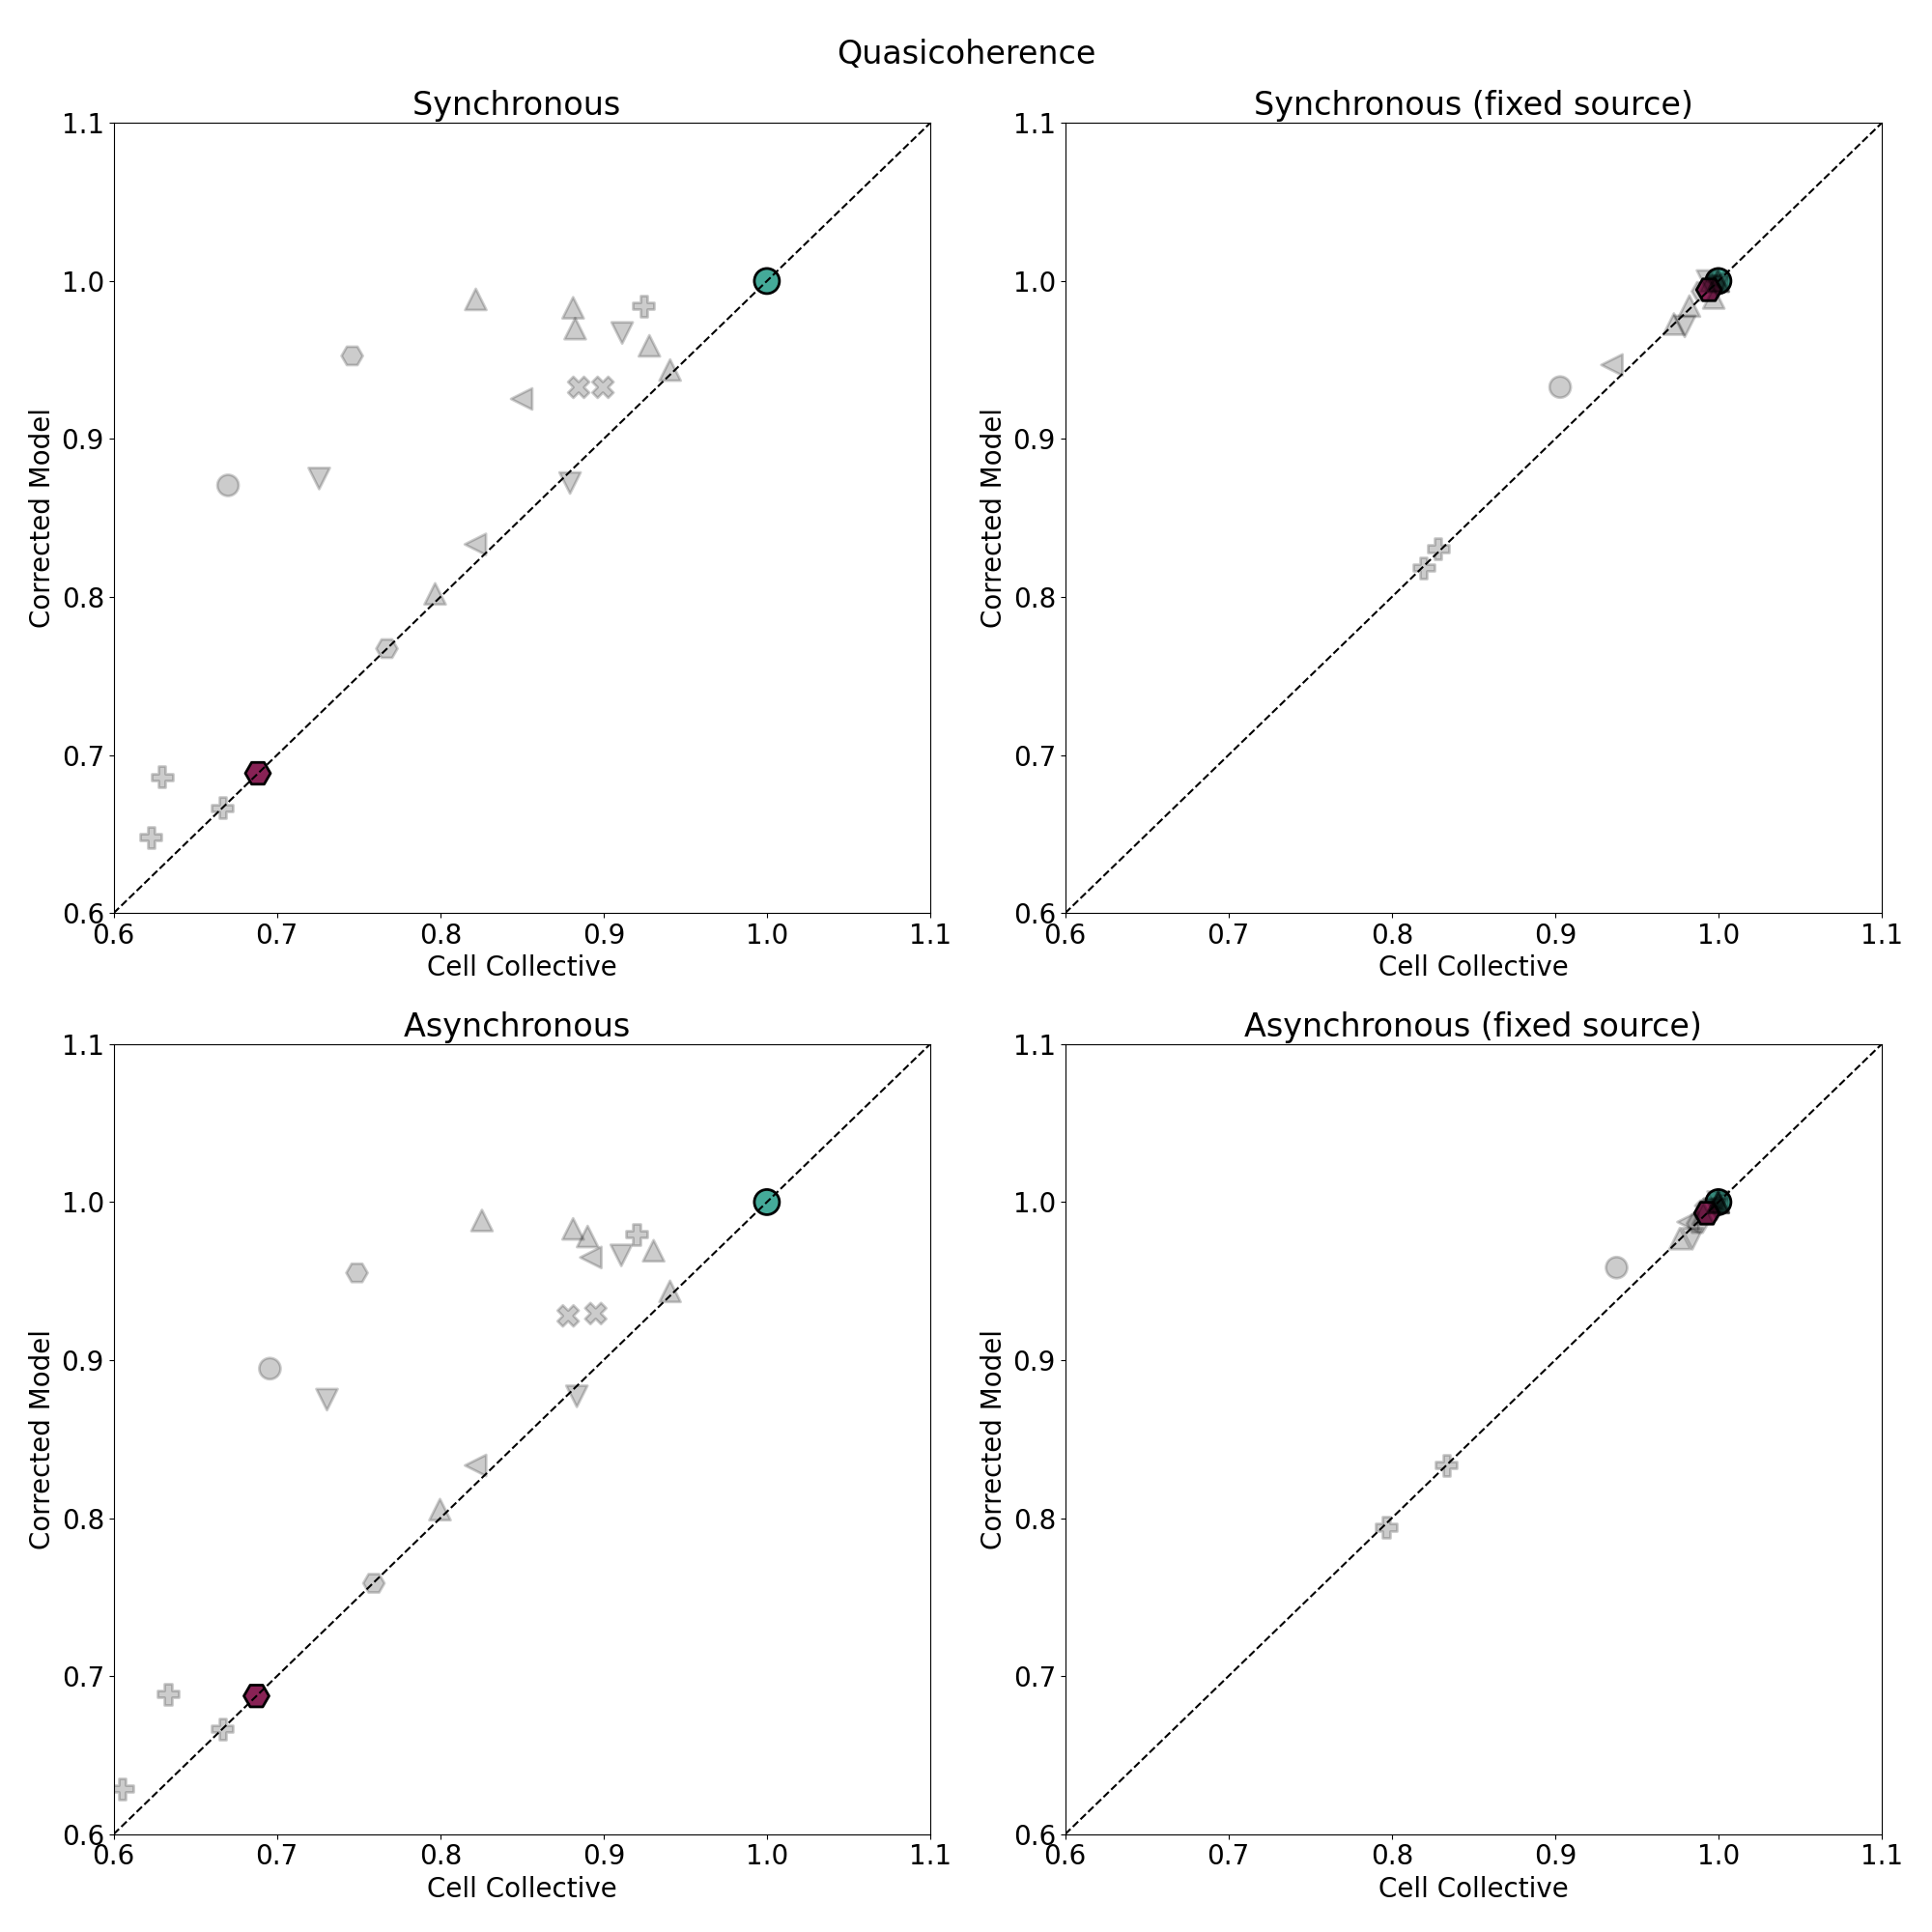 Quasicoherence
Synchronous
1.1
1.0
0.9
0.8
0.7
0.6
Corrected Model
0.6 0.7 0.8 0.9 1.0 1.1
Cell Collective
Synchronous (fixed source)
1.1
1.0
0.9
0.8
0.7
0.6
Corrected Model
0.6 0.7 0.8 0.9 1.0 1.1
Cell Collective
Asynchronous
1.1
1.0
0.9
0.8
0.7
0.6
Corrected Model
0.6 0.7 0.8 0.9 1.0 1.1
Cell Collective
Asynchronous (fixed source)
1.1
1.0
0.9
0.8
0.7
0.6
Corrected Model
0.6 0.7 0.8 0.9 1.0 1.1
Cell Collective